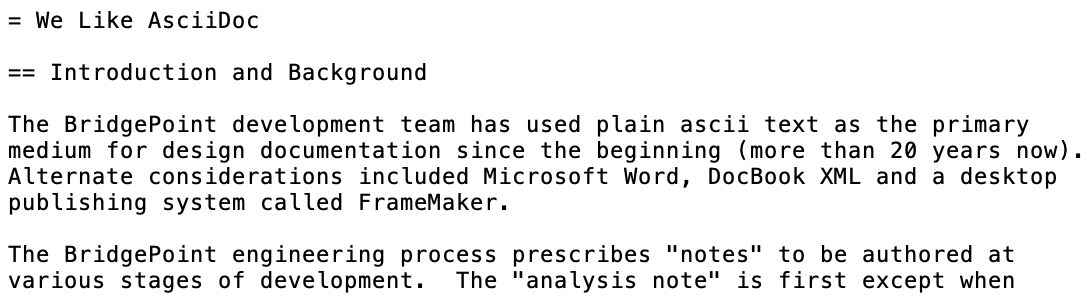 = We Like AsciiDoc
== Introduction and Background
The BridgePoint development team has used plain ascii text as the primary
medium for design documentation since the beginning (more than 20 years now).
Alternate considerations included Microsoft Word, DocBook XML and a desktop
publishing system called FrameMaker.
The BridgePoint engineering process prescribes "notes" to be authored at
various stages of development.  The "analysis note" is first except when